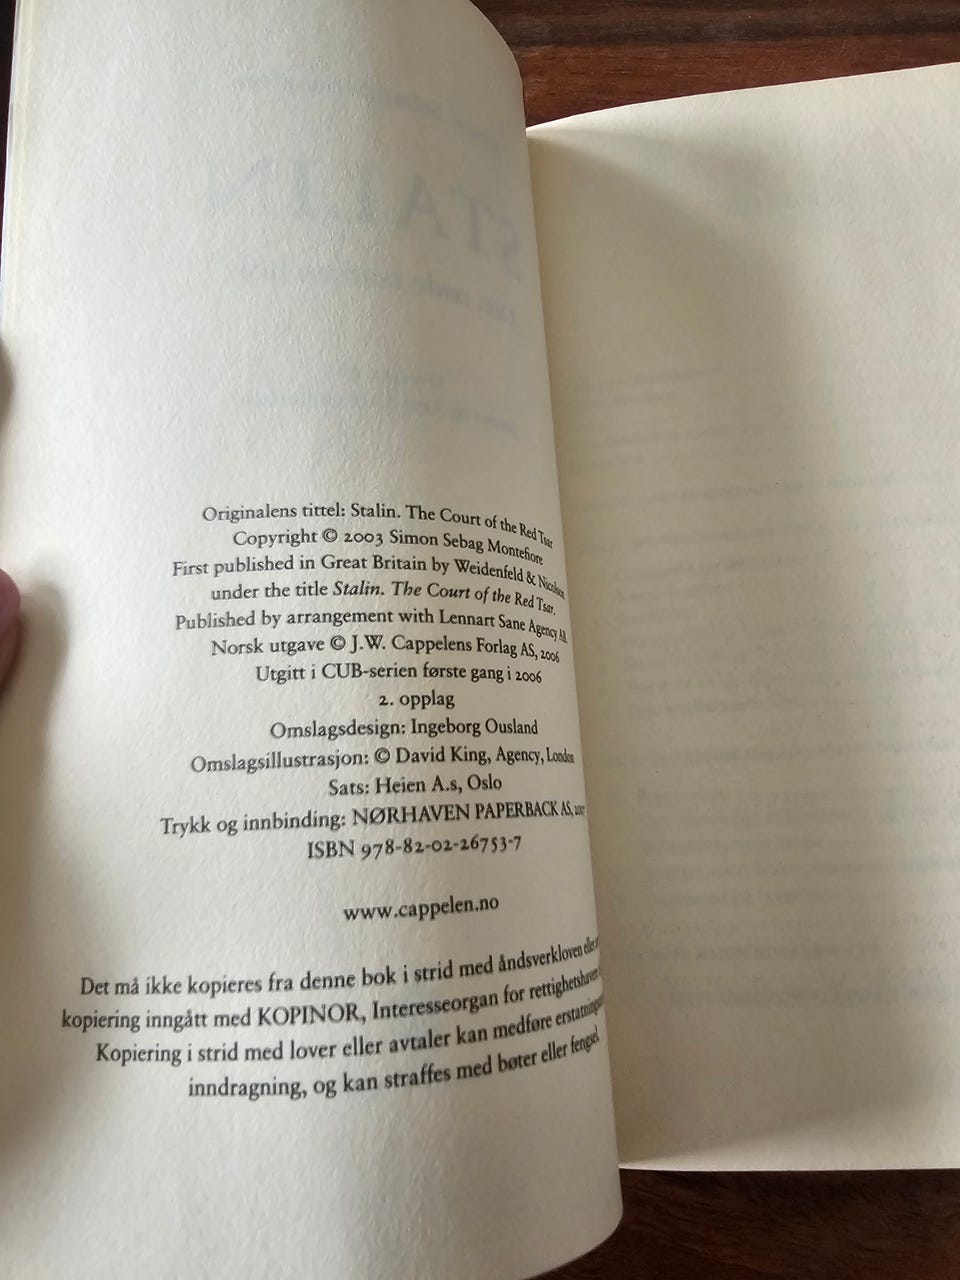 Originalens tittel: Stalin. The Court of the Red Tsar
Copyright © 2003 Simon Sebag Montefiore
First published in Great Britain by Weidenfeld & Nicolson
under the title Stalin. The Court of the Red Tsar.
Published by arrangement with Lennart Sane Agency AB.
Norsk utgave © J.W. Cappelens Forlag AS, 2006
Utgitt i CUB-serien første gang i 2006
2. opplag
Omslagsdesign: Ingeborg Ousland
Omslagsillustrasjon: © David King, Agency, London
Sats: Heien A.s, Oslo
Trykk og innbinding: NØRHAVEN PAPERBACK AS, 2007
ISBN 978-82-02-26753-7
www.cappelen.no
Det må ikke kopieres fra denne bok i strid med åndsverkloven eller
kopiering inngått med KOPINOR, Interesseorgan for rettighetshavere
Kopiering i strid med lover eller avtaler kan medføre
inndragning, og kan straffes med bøter eller fengsel.
STALIN